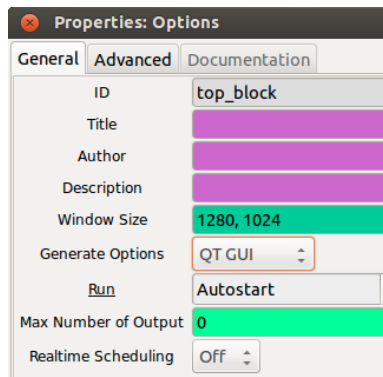 Properties: Options
General Advanced Documentation
ID top_block
Title
Author
Description
Window Size 1280, 1024
Generate Options QT GUI
Run Autostart
Max Number of Output 0
Realtime Scheduling Off